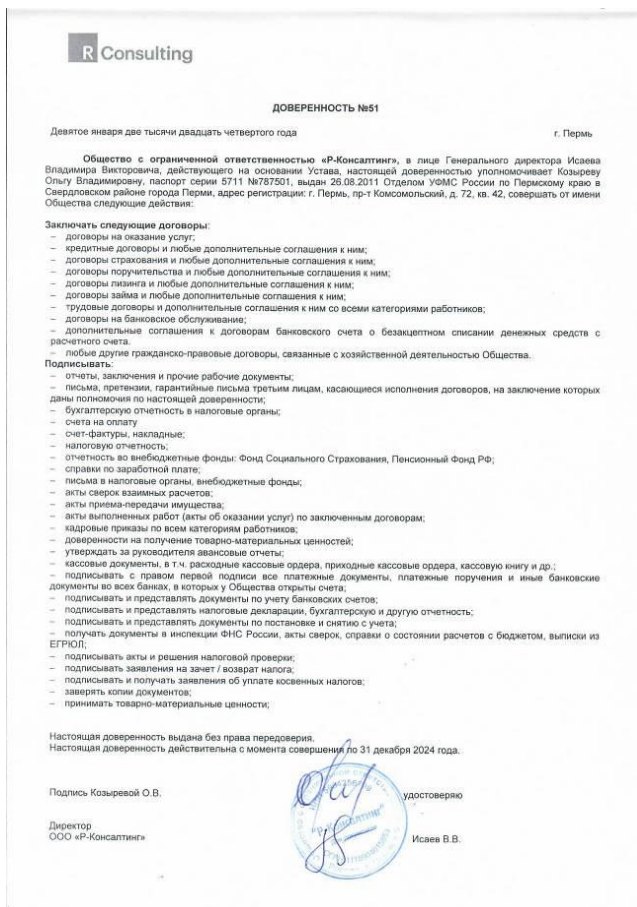 R Consulting
ДОВЕРЕННОСТЬ №51
Девятое января две тысячи двадцать четвертого года г. Пермь
Общество с ограниченной ответственностью «Р-Консалтинг», в лице Генерального директора Исаева
Владимира Викторовича, действующего на основании Устава, настоящей доверенностью уполномочивает Козыреву
Ольгу Владимировну, паспорт серии 5711 №787501, выдан 26.08.2011 Отделом УФМС России по Пермскому краю в
Свердловском районе города Перми, адрес регистрации: г. Пермь, пр-т Комсомольский, д. 72, кв. 42, совершать от имени
Общества следующие действия:
Заключать следующие договоры:
– договоры на оказание услуг;
– кредитные договоры и любые дополнительные соглашения к ним;
– договоры страхования и любые дополнительные соглашения к ним;
– договоры поручительства и любые дополнительные соглашения к ним;
– договоры лизинга и любые дополнительные соглашения к ним;
– договоры займа и любые дополнительные соглашения к ним;
– трудовые договоры и дополнительные соглашения к ним со всеми категориями работников;
– договоры на банковское обслуживание;
– дополнительные соглашения к договорам банковского счета о безакцептном списании денежных средств с
расчетного счета.
– любые другие гражданско-правовые договоры, связанные с хозяйственной деятельностью Общества.
Подписывать:
– отчеты, заключения и прочие рабочие документы;
– письма, претензии, гарантийные письма третьим лицам, касающиеся исполнения договоров, на заключение которых
даны полномочия по настоящей доверенности;
– бухгалтерскую отчетность в налоговые органы;
– счета на оплату
– счет-фактуры, накладные;
– налоговую отчетность;
– отчетность во внебюджетные фонды: Фонд Социального Страхования, Пенсионный Фонд РФ;
– справки по заработной плате;
– письма в налоговые органы, внебюджетные фонды;
– акты сверок взаимных расчетов;
– акты приема-передачи имущества;
– акты выполненных работ (акты об оказании услуг) по заключенным договорам;
– кадровые приказы по всем категориям работников;
– доверенности на получение товарно-материальных ценностей;
– утверждать за руководителя авансовые отчеты;
– кассовые документы, в т.ч. расходные кассовые ордера, приходные кассовые ордера, кассовую книгу и др.;
– подписывать с правом первой подписи все платежные документы, платежные поручения и иные банковские
документы во всех банках, в которых у Общества открыты счета;
– подписывать и представлять документы по учету банковских счетов;
– подписывать и представлять налоговые декларации, бухгалтерскую и другую отчетность;
– подписывать и представлять документы по постановке и снятию с учета;
– получать документы в инспекции ФНС России, акты сверок, справки о состоянии расчетов с бюджетом, выписки из
ЕГРЮЛ;
– подписывать акты и решения налоговой проверки;
– подписывать заявления на зачет / возврат налога;
– подписывать и получать заявления об уплате косвенных налогов;
– заверять копии документов;
– принимать товарно-материальные ценности;
Настоящая доверенность выдана без права передоверия.
Настоящая доверенность действительна с момента совершения по 31 декабря 2024 года.
Подпись Козыревой О.В. удостоверяю
"Р-Консалтинг"
Директор
ООО «Р-Консалтинг» Исаев В.В.